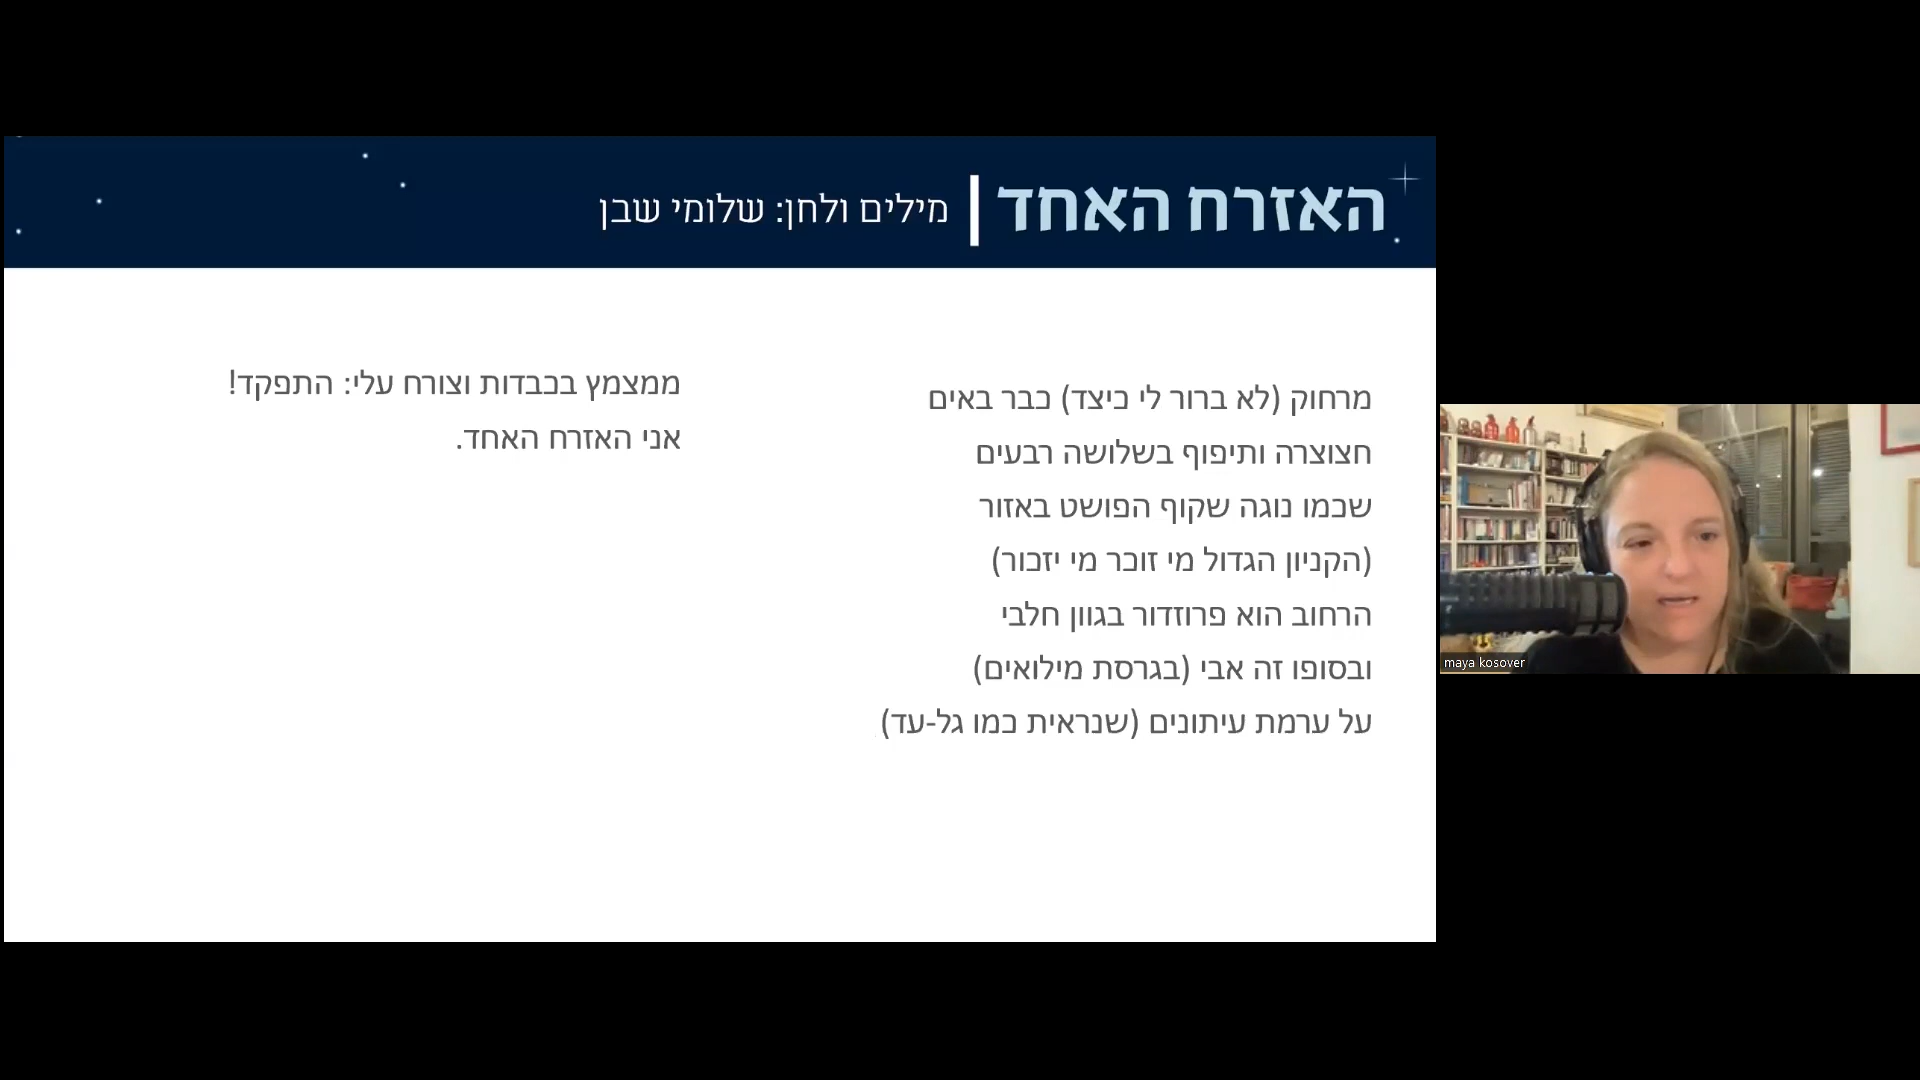 האזרח האחד | מילים ולחן: שלומי שבן
מרחוק (לא ברור לי כיצד) כבר באים
חצוצרה ותיפוף בשלושה רבעים
שכמו נוגה שקוף הפושט באזור
(הקניון הגדול מי זוכר מי יזכור)
הרחוב הוא פרוזדור בגוון חלבי
ובסופו זה אבי (בגרסת מילואים)
על ערמת עיתונים (שנראית כמו גל-עד)
ממצמץ בכבדות וצורח עלי: התפקד!
אני האזרח האחד.
maya kosover